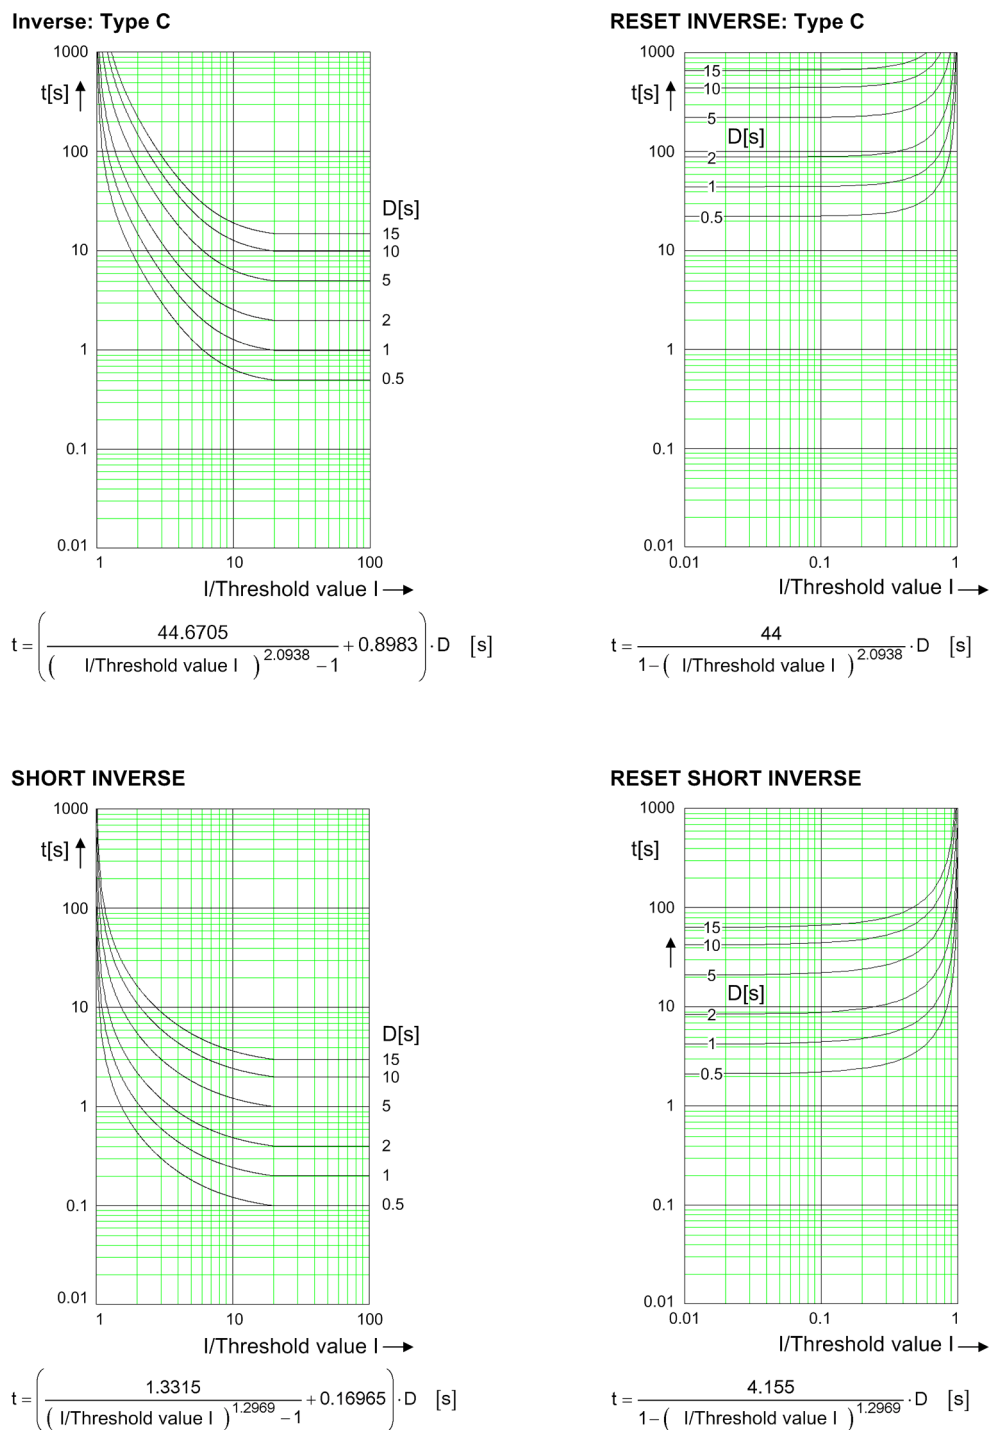 Inverse: Type C
1000
t[s]
100
D[s]
15
10
10
5
2
1
1
0.5
0.1
0.01
1 10 100
I/Threshold value I
t = ( 44.6705 / ( I/Threshold value I )^2.0938 − 1 + 0.8983 ) · D [s]
RESET INVERSE: Type C
1000
15
t[s]
10
5
D[s]
100
2
1
0.5
10
1
0.1
0.01
0.01 0.1 1
I/Threshold value I
t = 44 / 1 − ( I/Threshold value I )^2.0938 · D [s]
SHORT INVERSE
1000
t[s]
100
10
D[s]
15
10
1
5
2
1
0.1
0.5
0.01
1 10 100
I/Threshold value I
t = ( 1.3315 / ( I/Threshold value I )^1.2969 − 1 + 0.16965 ) · D [s]
RESET SHORT INVERSE
1000
t[s]
100
15
10
5
D[s]
10
2
1
0.5
1
0.1
0.01
0.01 0.1 1
I/Threshold value I
t = 4.155 / 1 − ( I/Threshold value I )^1.2969 · D [s]